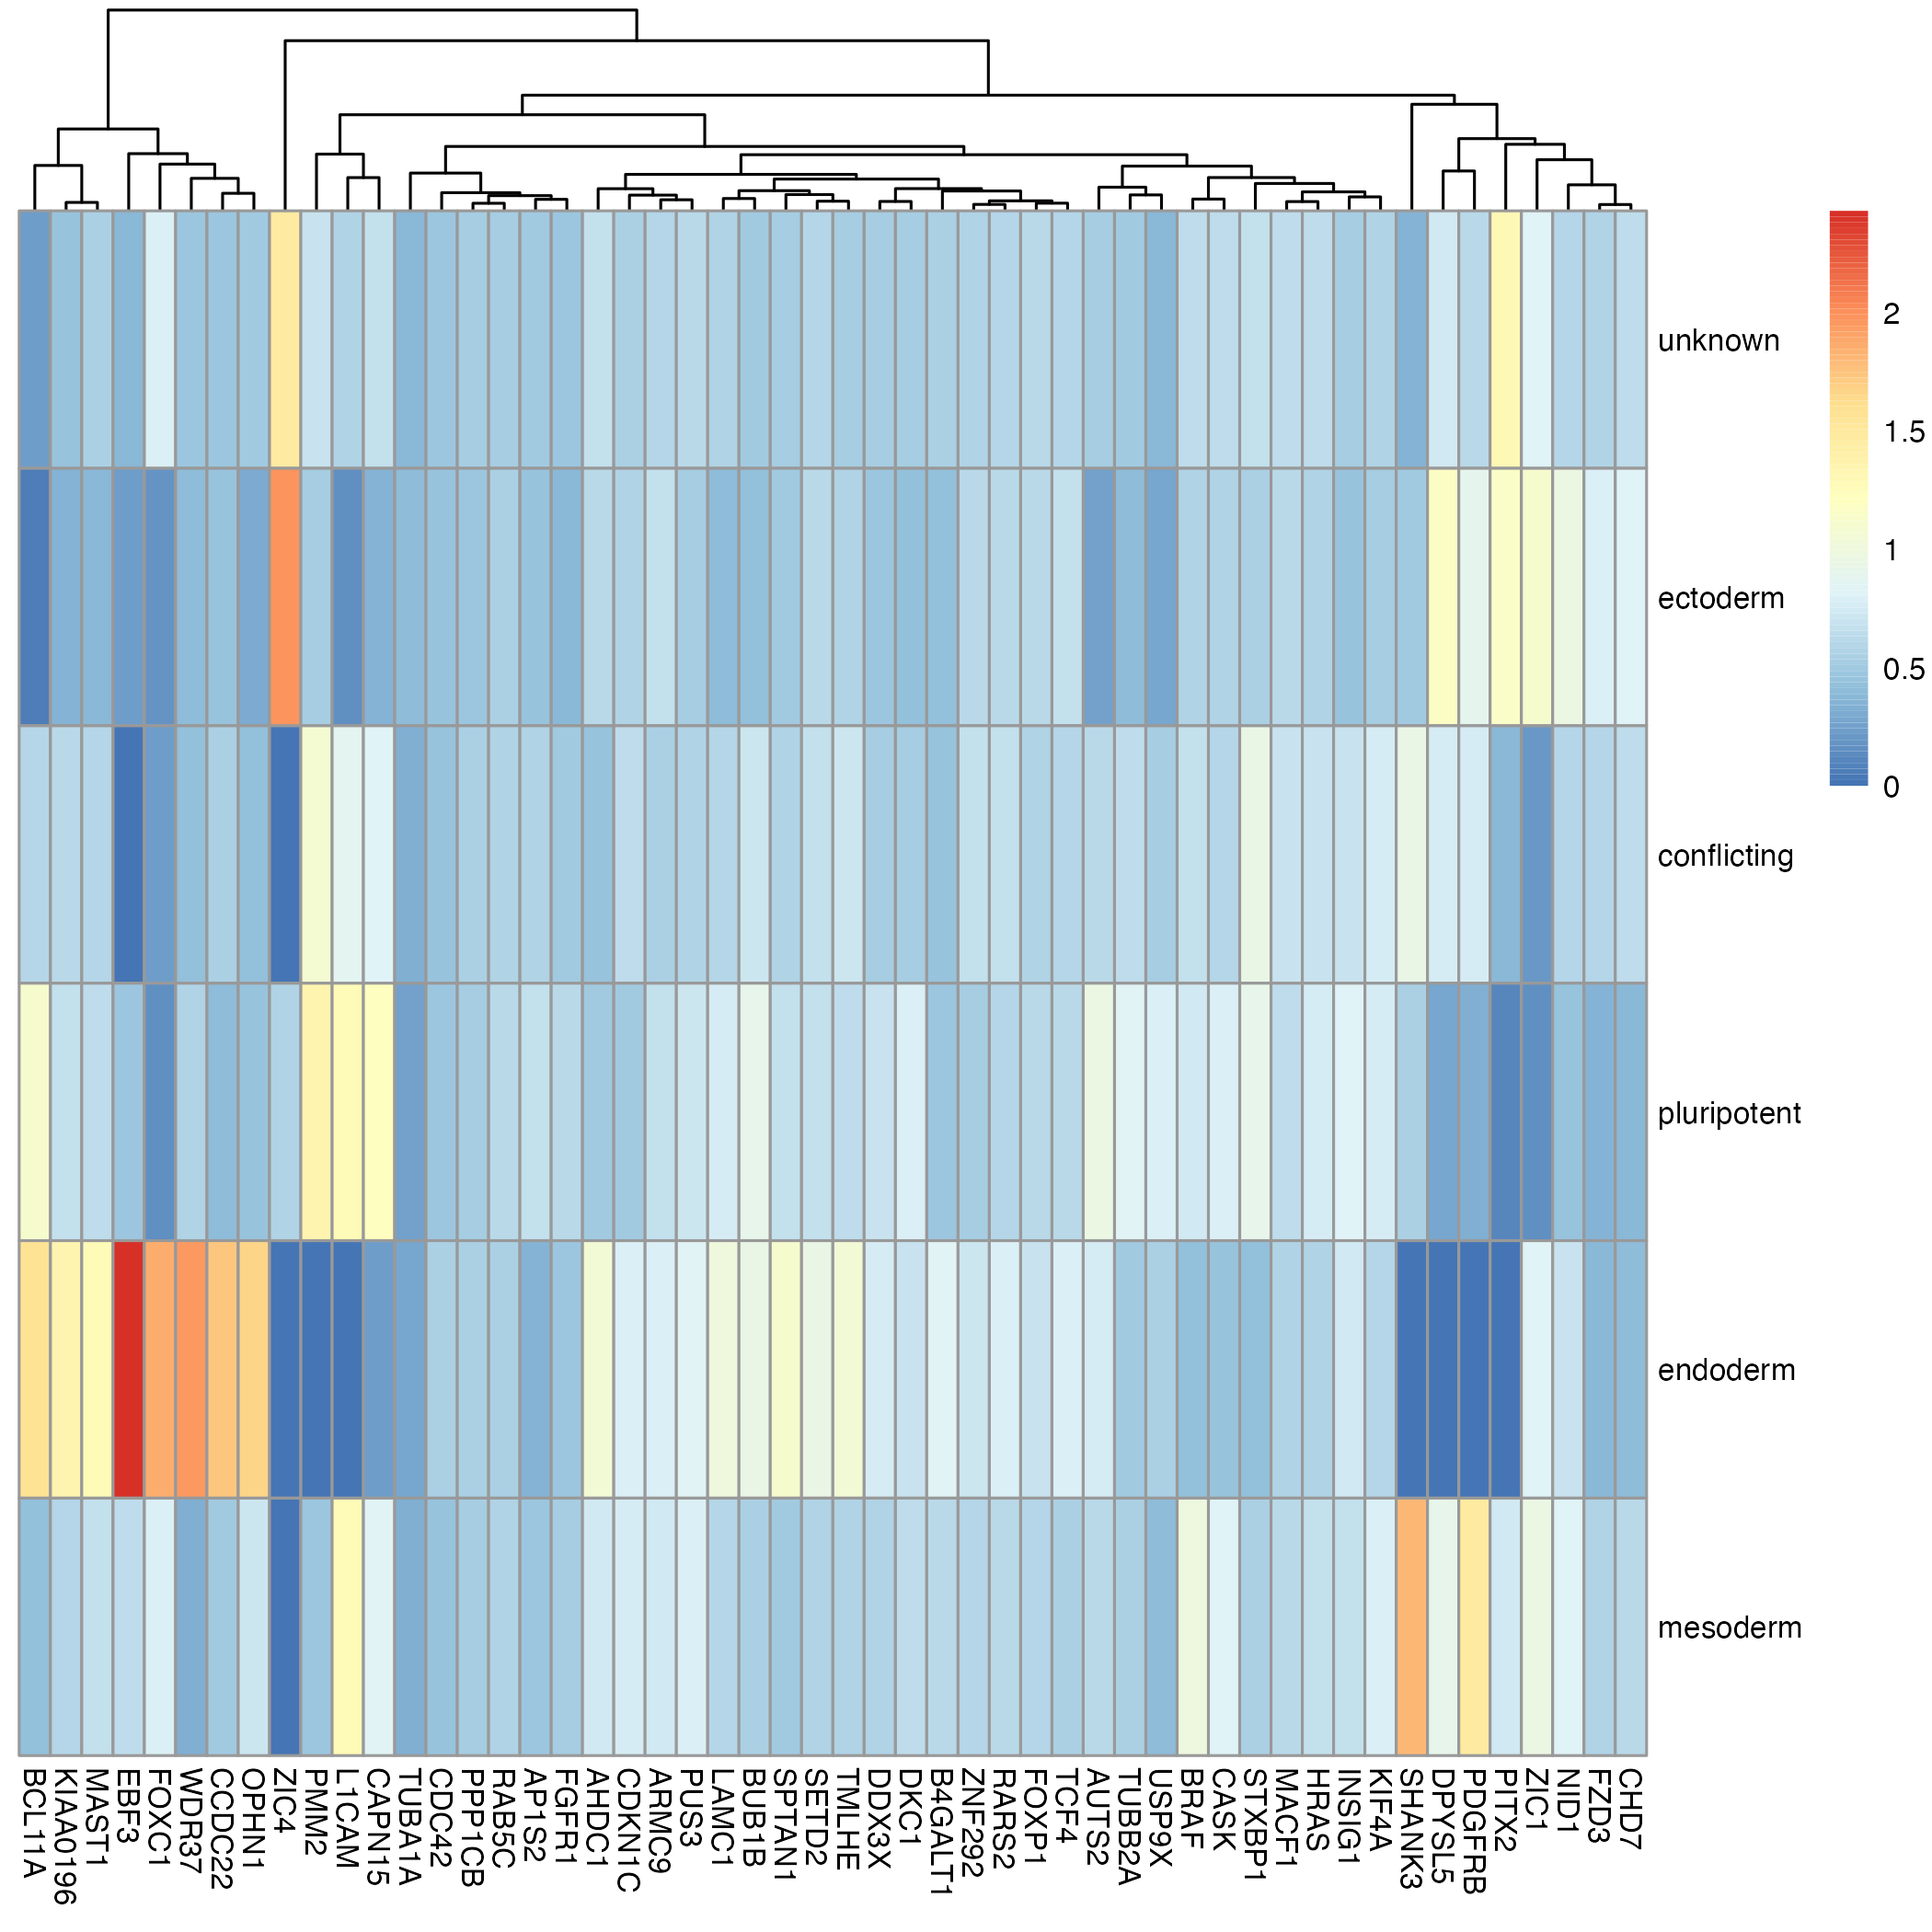 unknown
ectoderm
conflicting
pluripotent
endoderm
mesoderm
2
1.5
1
0.5
0
BCL11A
KIAA0196
MAST1
EBF3
FOXC1
WDR37
CCDC22
OPHN1
ZIC4
PMM2
L1CAM
CAPN15
TUBA1A
CDC42
PPP1CB
RAB5C
AP1S2
FGFR1
AHDC1
CDKN1C
ARMC9
PUS3
LAMC1
BUB1B
SPTAN1
SETD2
TMLHE
DDX3X
DKC1
B4GALT1
ZNF292
RARS2
FOXP1
TCF4
AUTS2
TUBB2A
USP9X
BRAF
CASK
STXBP1
MACF1
HRAS
INSIG1
KIF4A
SHANK3
DPYSL5
PDGFRB
PITX2
ZIC1
NID1
FZD3
CHD7